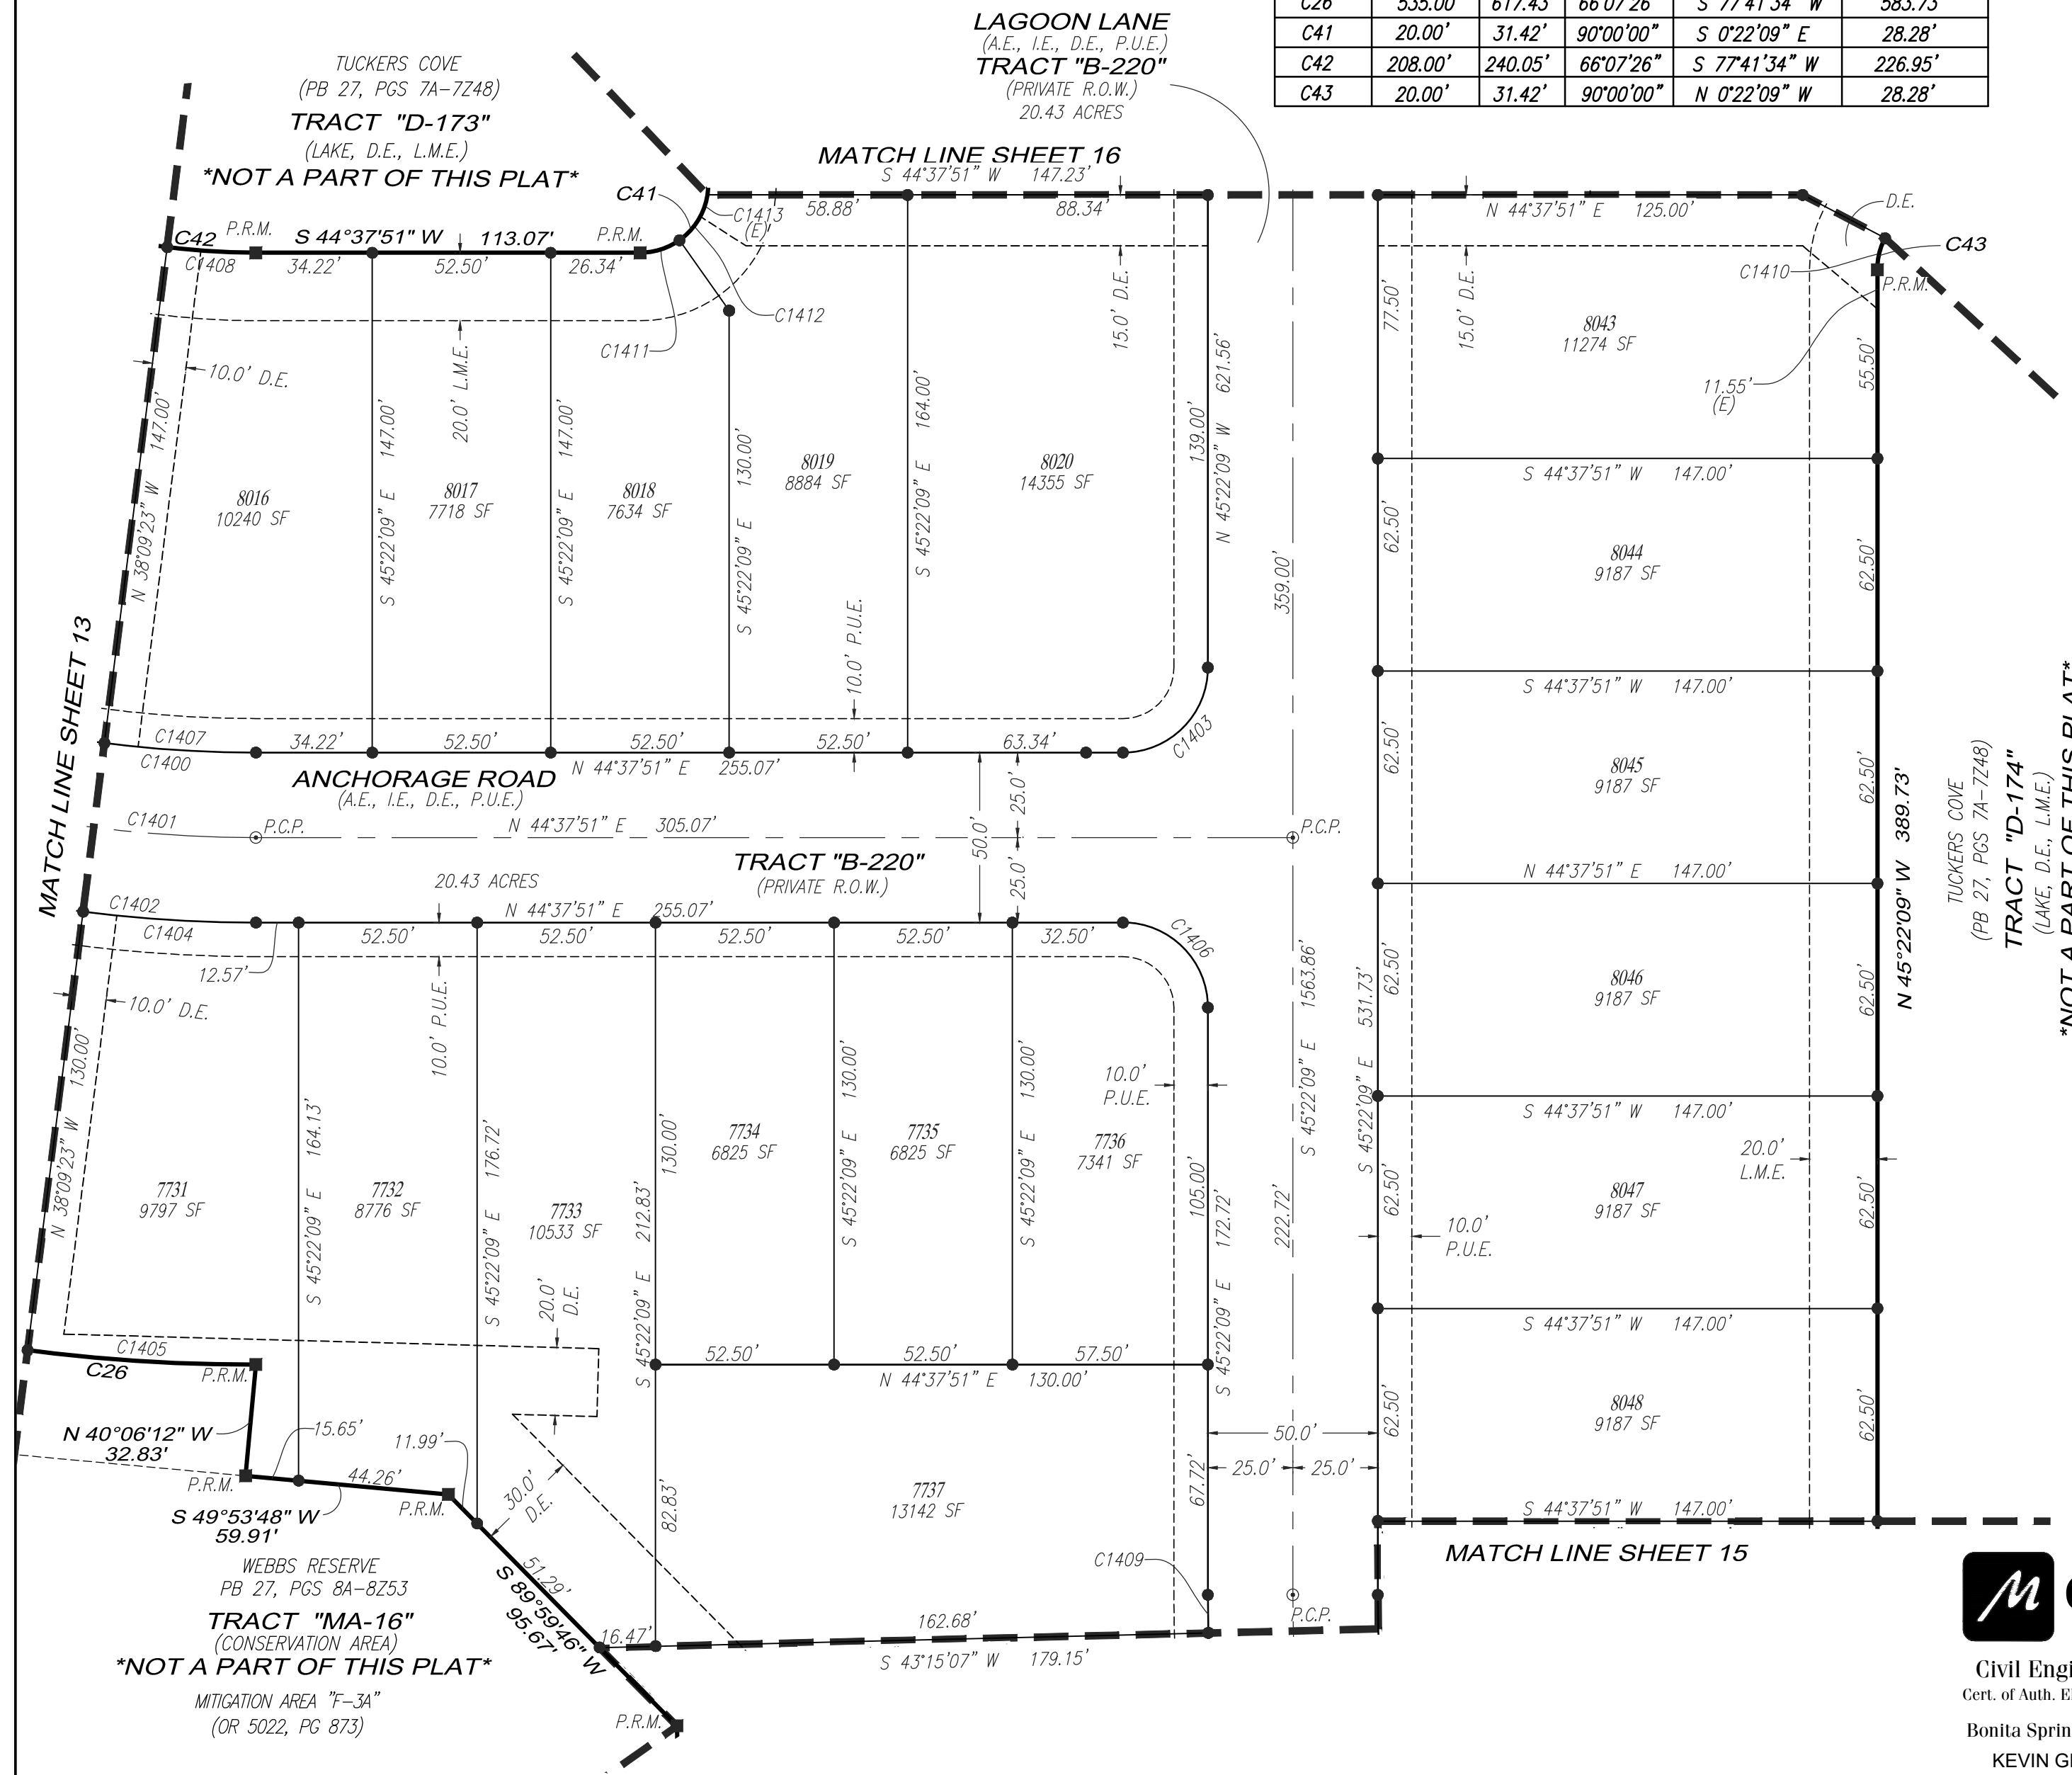 C26 535.00' 617.43' 66°07'26" S 77°41'34" W 583.73'
C41 20.00' 31.42' 90°00'00" S 0°22'09" E 28.28'
C42 208.00' 240.05' 66°07'26" S 77°41'34" W 226.95'
C43 20.00' 31.42' 90°00'00" N 0°22'09" W 28.28'
LAGOON LANE
(A.E., I.E., D.E., P.U.E.)
TRACT "B-220"
(PRIVATE R.O.W.)
20.43 ACRES
TUCKERS COVE
(PB 27, PGS 7A-7Z48)
TRACT "D-173"
(LAKE, D.E., L.M.E.)
*NOT A PART OF THIS PLAT*
MATCH LINE SHEET 16
S 44°37'51" W 147.23'
58.88'
88.34'
N 44°37'51" E 125.00'
D.E.
C43
C1410
P.R.M.
C41
C1413
(E)
C42
P.R.M.
S 44°37'51" W 113.07'
P.R.M.
C1408
34.22'
52.50'
26.34'
C1412
C1411
10.0' D.E.
20.0' L.M.E.
15.0' D.E.
15.0' D.E.
77.50'
55.50'
11.55'
(E)
8043
11274 SF
N 38°09'23" W 147.00'
S 45°22'09" E 147.00'
S 45°22'09" E 147.00'
S 45°22'09" E 130.00'
S 45°22'09" E 164.00'
139.00'
N 45°22'09" W 621.56'
359.00'
8016
10240 SF
8017
7718 SF
8018
7634 SF
8019
8884 SF
8020
14355 SF
S 44°37'51" W 147.00'
62.50'
8044
9187 SF
62.50'
S 44°37'51" W 147.00'
10.0' P.U.E.
MATCH LINE SHEET 13
C1407
C1400
34.22'
52.50'
52.50'
52.50'
63.34'
C1403
ANCHORAGE ROAD
(A.E., I.E., D.E., P.U.E.)
N 44°37'51" E 255.07'
25.0'
62.50'
8045
9187 SF
62.50'
C1401
P.C.P.
N 44°37'51" E 305.07'
50.0'
P.C.P.
TRACT "B-220"
(PRIVATE R.O.W.)
20.43 ACRES
25.0'
N 44°37'51" E 147.00'
C1402
N 44°37'51" E 255.07'
C1404
52.50'
52.50'
52.50'
52.50'
32.50'
C1406
12.57'
10.0' D.E.
10.0' P.U.E.
62.50'
8046
9187 SF
62.50'
N 45°22'09" W 389.73'
TUCKERS COVE
(PB 27, PGS 7A-7Z48)
TRACT "D-174"
(LAKE, D.E., L.M.E.)
*NOT A PART OF THIS PLAT*
S 45°22'09" E 1563.86'
S 45°22'09" E 531.73'
N 38°09'23" W 130.00'
S 45°22'09" E 164.13'
S 45°22'09" E 176.72'
S 45°22'09" E 212.83'
130.00'
S 45°22'09" E 130.00'
S 45°22'09" E 130.00'
10.0'
P.U.E.
105.00'
S 45°22'09" E 172.72'
222.72'
7731
9797 SF
7732
8776 SF
7733
10533 SF
7734
6825 SF
7735
6825 SF
7736
7341 SF
S 44°37'51" W 147.00'
20.0'
L.M.E.
62.50'
8047
9187 SF
62.50'
10.0'
P.U.E.
S 44°37'51" W 147.00'
20.0'
D.E.
C1405
C26
P.R.M.
52.50'
52.50'
57.50'
N 44°37'51" E 130.00'
62.50'
8048
9187 SF
62.50'
N 40°06'12" W
32.83'
15.65'
11.99'
50.0'
25.0'
25.0'
P.R.M.
44.26'
P.R.M.
S 49°53'48" W
59.91'
30.0'
D.E.
82.83'
7737
13142 SF
67.72'
S 44°37'51" W 147.00'
MATCH LINE SHEET 15
C1409
51.29'
S 89°59'46" W
95.67'
P.C.P.
16.47'
162.68'
S 43°15'07" W 179.15'
WEBBS RESERVE
PB 27, PGS 8A-8Z53
TRACT "MA-16"
(CONSERVATION AREA)
*NOT A PART OF THIS PLAT*
MITIGATION AREA "F-3A"
(OR 5022, PG 873)
P.R.M.
M
Civil Engi
Cert. of Auth. E
Bonita Sprin
KEVIN G